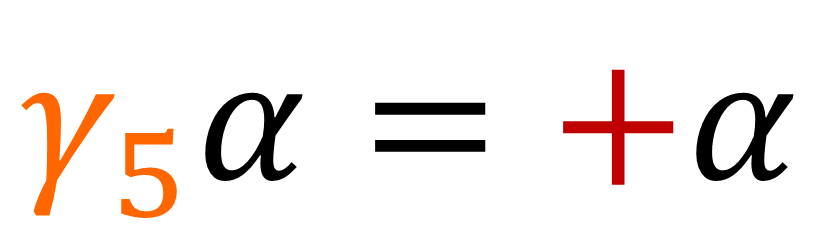 γ₅α = +α